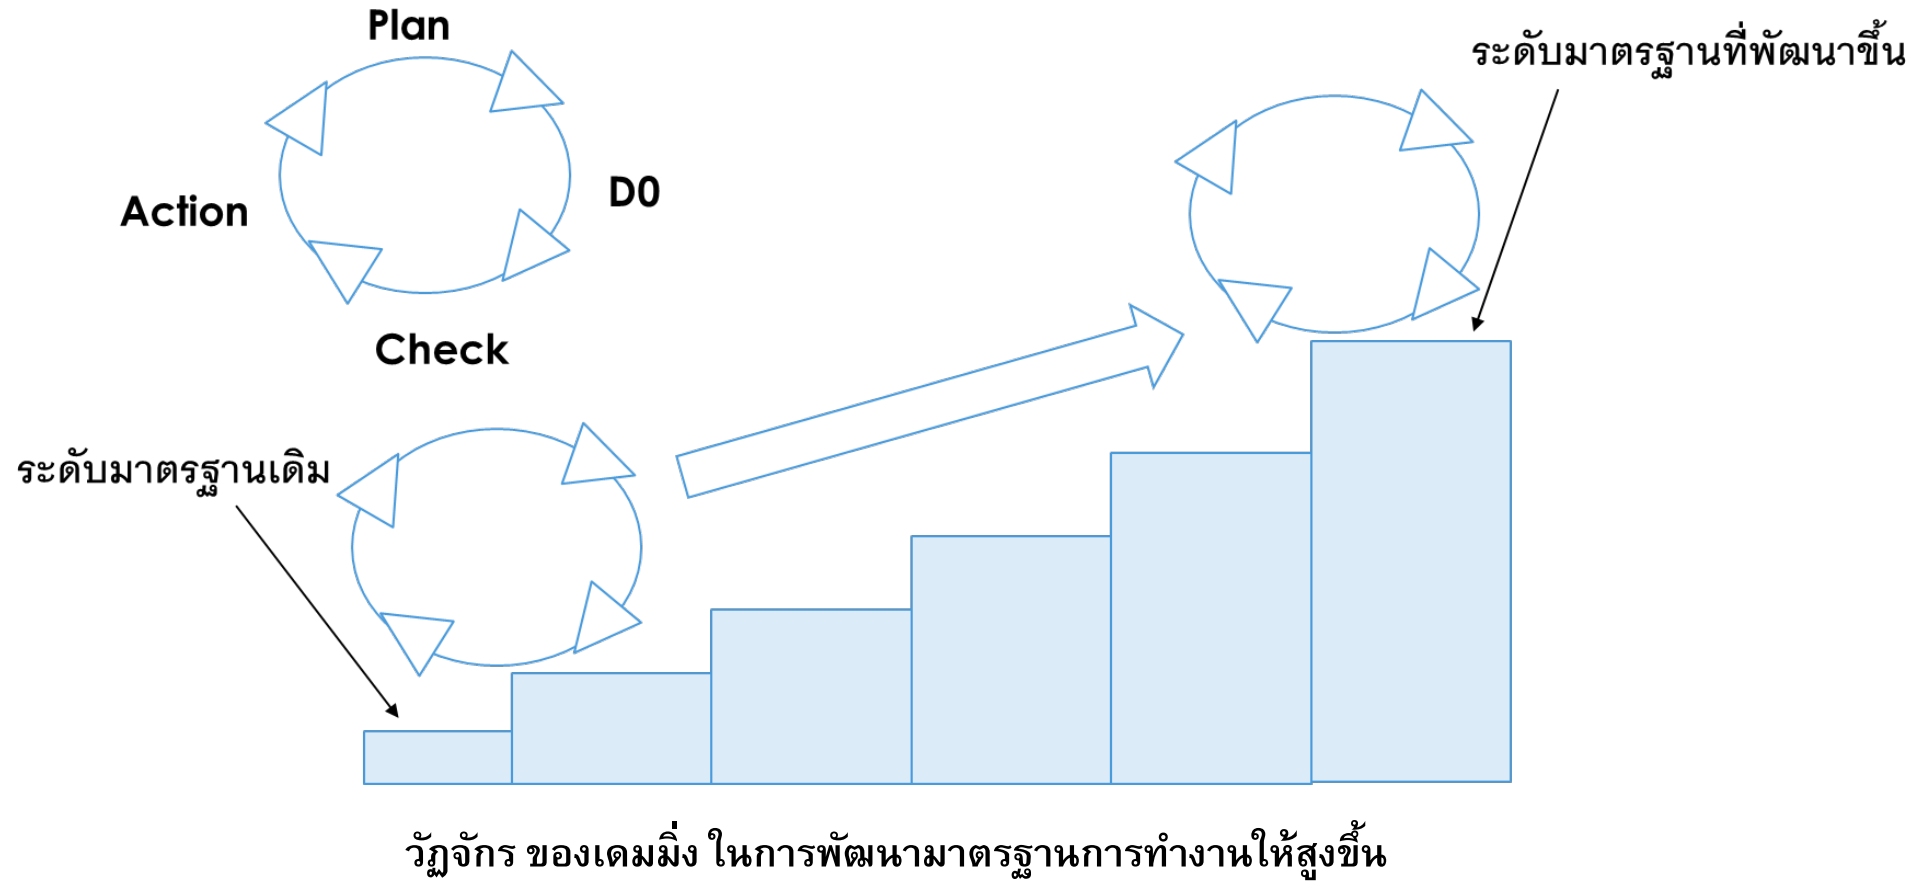 Plan
ระดับมาตรฐานที่พัฒนาขึ้น
D0
Action
Check
ระดับมาตรฐานเดิม
วัฏจักร ของเดมมิ่ง ในการพัฒนามาตรฐานการทำงานให้สูงขึ้น